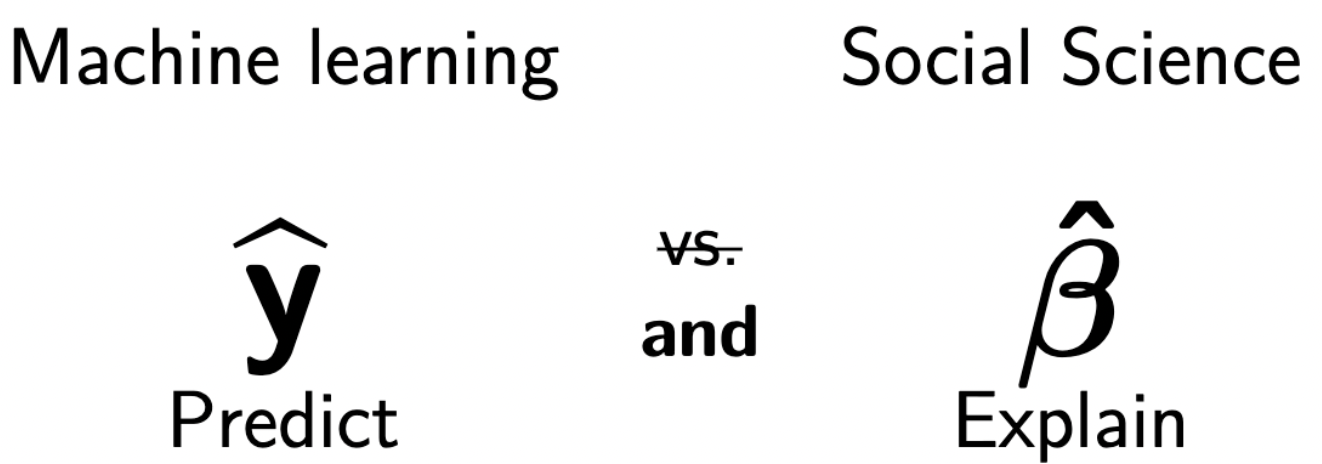 Machine learning
Social Science
ŷ
vs.
and
β̂
Predict
Explain